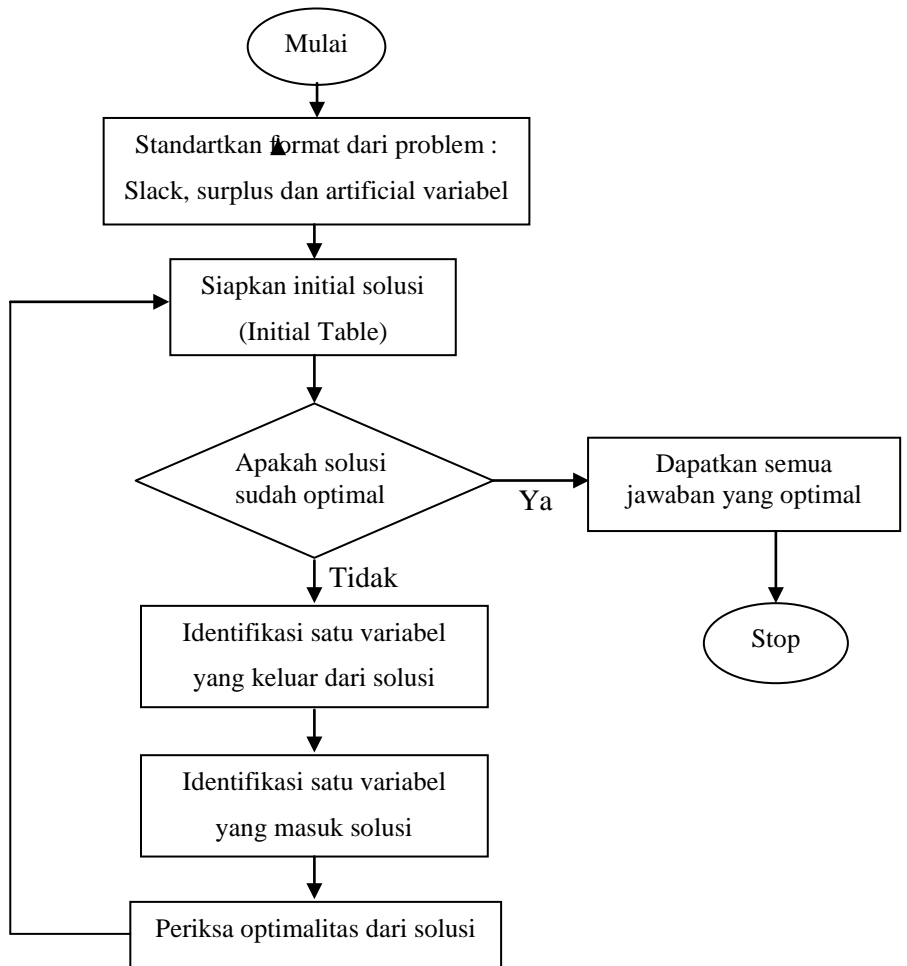 Mulai
Standartkan format dari problem :
Slack, surplus dan artificial variabel
Siapkan initial solusi
(Initial Table)
Apakah solusi
sudah optimal
Ya
Dapatkan semua
jawaban yang optimal
Stop
Tidak
Identifikasi satu variabel
yang keluar dari solusi
Identifikasi satu variabel
yang masuk solusi
Periksa optimalitas dari solusi